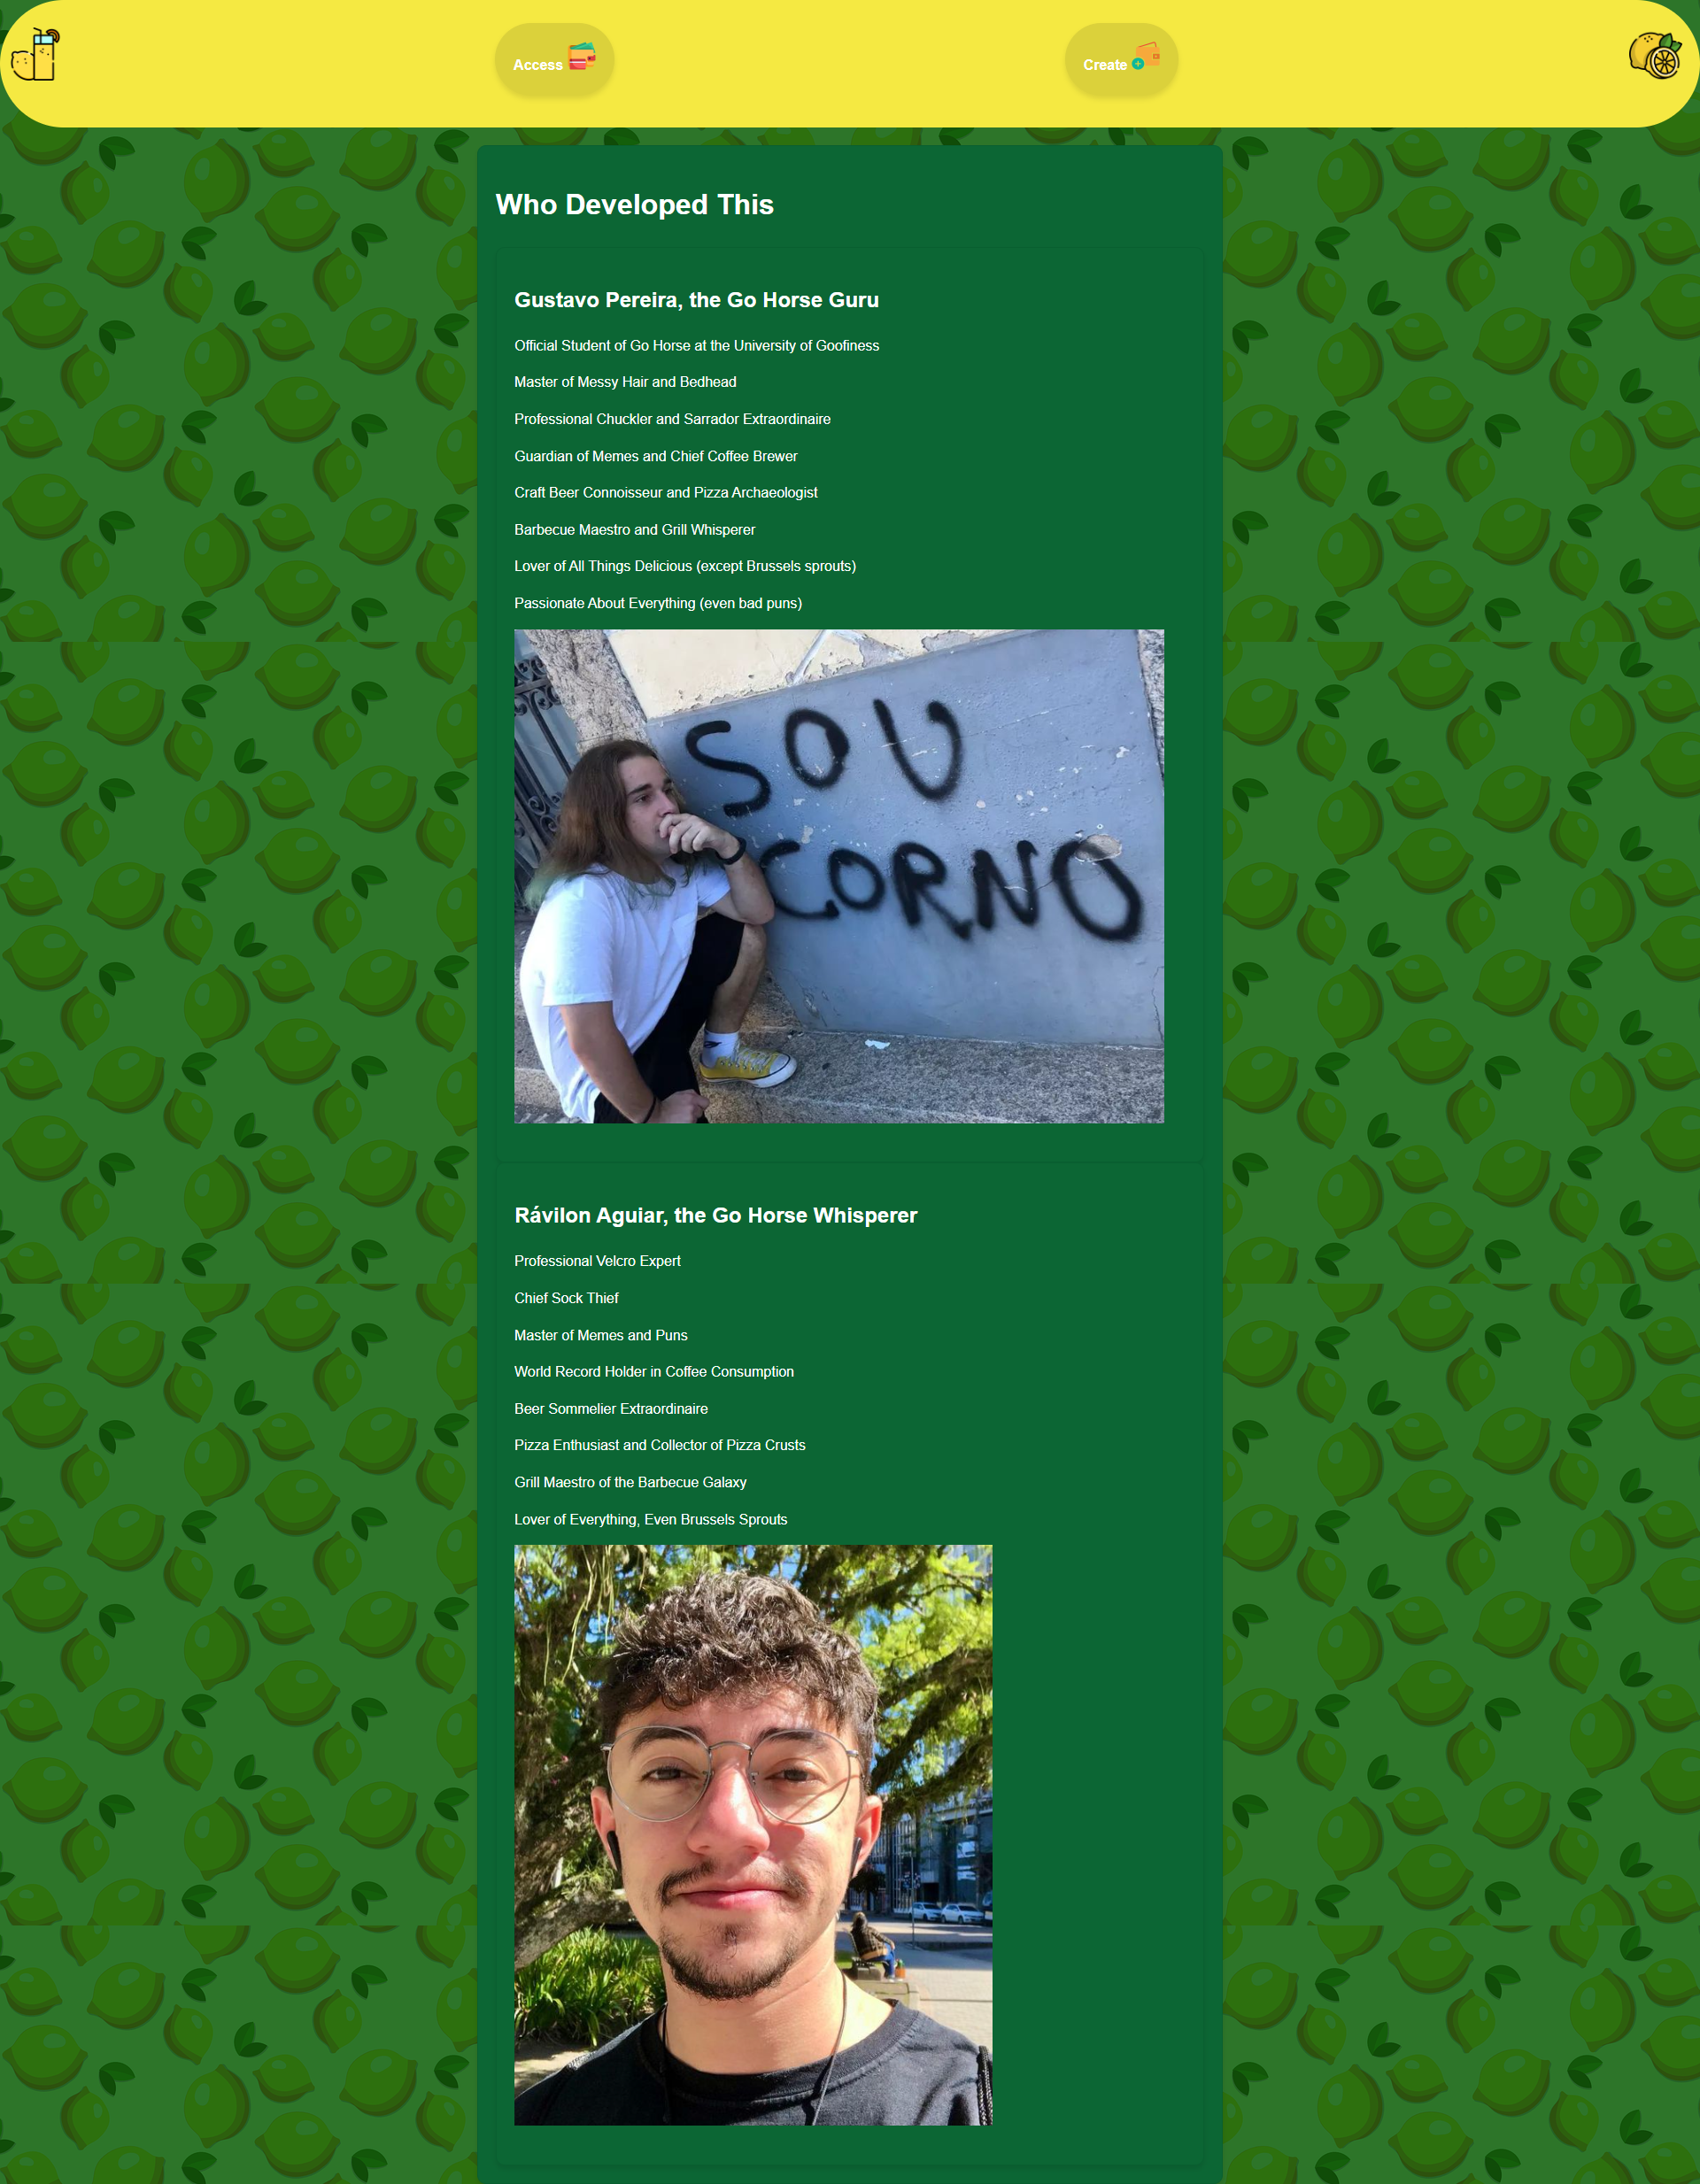 Access
Create
Who Developed This
Gustavo Pereira, the Go Horse Guru
Official Student of Go Horse at the University of Goofiness
Master of Messy Hair and Bedhead
Professional Chuckler and Sarrador Extraordinaire
Guardian of Memes and Chief Coffee Brewer
Craft Beer Connoisseur and Pizza Archaeologist
Barbecue Maestro and Grill Whisperer
Lover of All Things Delicious (except Brussels sprouts)
Passionate About Everything (even bad puns)
SOU
CORNO
Rávilon Aguiar, the Go Horse Whisperer
Professional Velcro Expert
Chief Sock Thief
Master of Memes and Puns
World Record Holder in Coffee Consumption
Beer Sommelier Extraordinaire
Pizza Enthusiast and Collector of Pizza Crusts
Grill Maestro of the Barbecue Galaxy
Lover of Everything, Even Brussels Sprouts